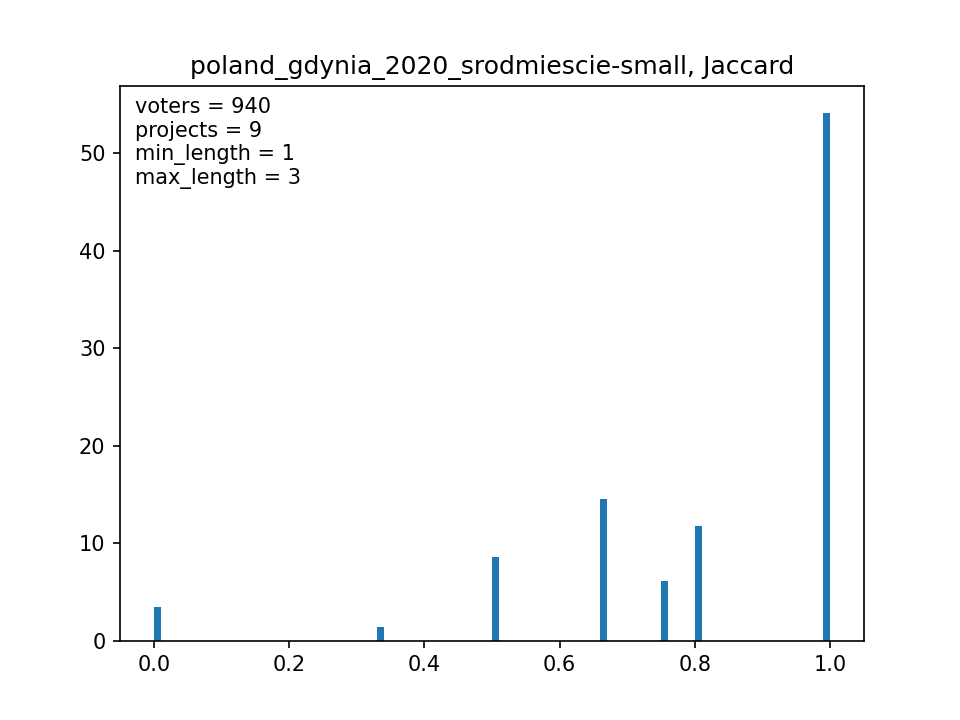 poland_gdynia_2020_srodmiescie-small, Jaccard
voters = 940
projects = 9
min_length = 1
max_length = 3
50
40
30
20
10
0
0.0 0.2 0.4 0.6 0.8 1.0